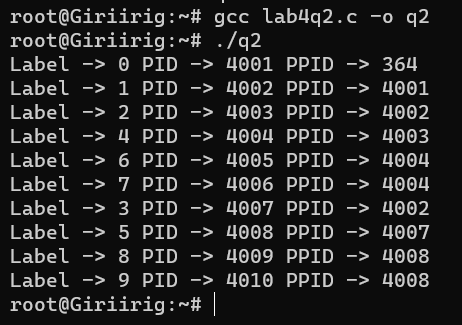 root@Giriirig:~# gcc lab4q2.c -o q2
root@Giriirig:~# ./q2
Label -> 0 PID -> 4001 PPID -> 364
Label -> 1 PID -> 4002 PPID -> 4001
Label -> 2 PID -> 4003 PPID -> 4002
Label -> 4 PID -> 4004 PPID -> 4003
Label -> 6 PID -> 4005 PPID -> 4004
Label -> 7 PID -> 4006 PPID -> 4004
Label -> 3 PID -> 4007 PPID -> 4002
Label -> 5 PID -> 4008 PPID -> 4007
Label -> 8 PID -> 4009 PPID -> 4008
Label -> 9 PID -> 4010 PPID -> 4008
root@Giriirig:~#